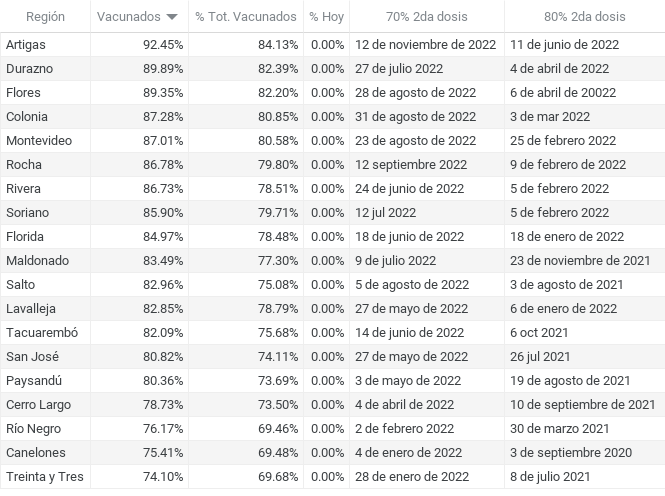 Región Vacunados % Tot. Vacunados % Hoy 70% 2da dosis 80% 2da dosis
Artigas 92.45% 84.13% 0.00% 12 de noviembre de 2022 11 de junio de 2022
Durazno 89.89% 82.39% 0.00% 27 de julio 2022 4 de abril de 2022
Flores 89.35% 82.20% 0.00% 28 de agosto de 2022 6 de abril de 20022
Colonia 87.28% 80.85% 0.00% 31 de agosto de 2022 3 de mar 2022
Montevideo 87.01% 80.58% 0.00% 23 de agosto de 2022 25 de febrero 2022
Rocha 86.78% 79.80% 0.00% 12 septiembre 2022 9 de febrero de 2022
Rivera 86.73% 78.51% 0.00% 24 de junio de 2022 5 de febrero 2022
Soriano 85.90% 79.71% 0.00% 12 jul 2022 5 de febrero 2022
Florida 84.97% 78.48% 0.00% 18 de junio de 2022 18 de enero de 2022
Maldonado 83.49% 77.30% 0.00% 9 de julio 2022 23 de noviembre de 2021
Salto 82.96% 75.08% 0.00% 5 de agosto de 2022 3 de agosto de 2021
Lavalleja 82.85% 78.79% 0.00% 27 de mayo de 2022 6 de enero de 2022
Tacuarembó 82.09% 75.68% 0.00% 14 de junio de 2022 6 oct 2021
San José 80.82% 74.11% 0.00% 27 de mayo de 2022 26 jul 2021
Paysandú 80.36% 73.69% 0.00% 3 de mayo de 2022 19 de agosto de 2021
Cerro Largo 78.73% 73.50% 0.00% 4 de abril de 2022 10 de septiembre de 2021
Río Negro 76.17% 69.46% 0.00% 2 de febrero 2022 30 de marzo 2021
Canelones 75.41% 69.48% 0.00% 4 de enero de 2022 3 de septiembre 2020
Treinta y Tres 74.10% 69.68% 0.00% 28 de enero de 2022 8 de julio 2021